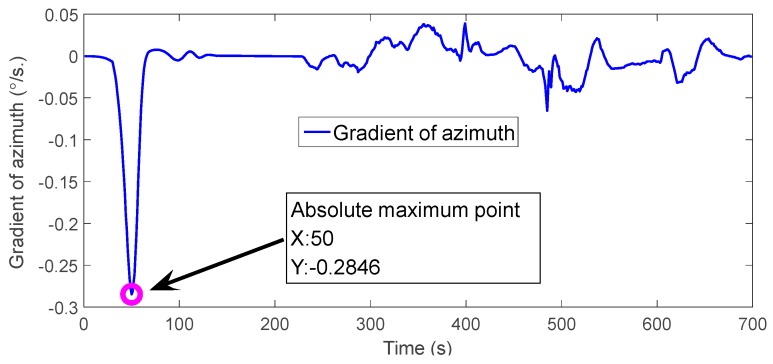 0.05
0
-0.05
-0.1
-0.15
-0.2
-0.25
-0.3
Gradient of azimuth (°/s.)
Gradient of azimuth
Absolute maximum point
X:50
Y:-0.2846
0 100 200 300 400 500 600 700
Time (s)